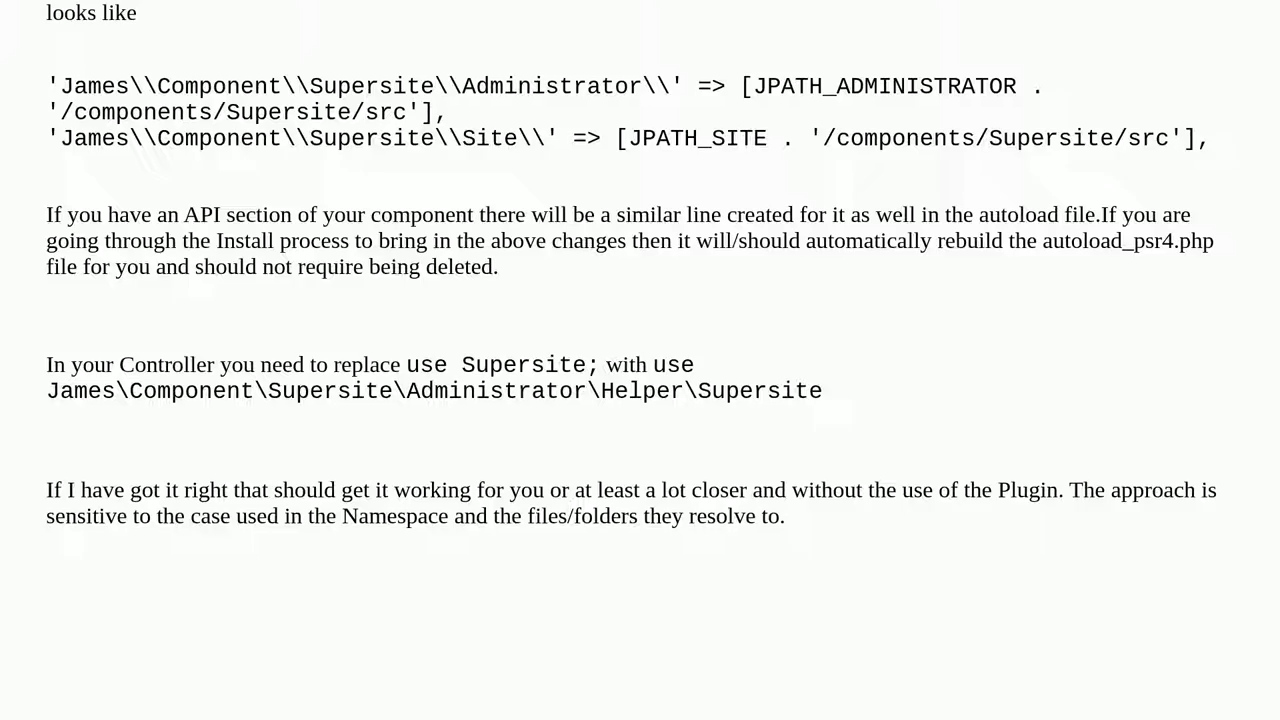 looks like
'James\\Component\\Supersite\\Administrator\\' => [JPATH_ADMINISTRATOR .
'/components/Supersite/src'],
'James\\Component\\Supersite\\Site\\' => [JPATH_SITE . '/components/Supersite/src'],
If you have an API section of your component there will be a similar line created for it as well in the autoload file.If you are
going through the Install process to bring in the above changes then it will/should automatically rebuild the autoload_psr4.php
file for you and should not require being deleted.
In your Controller you need to replace use Supersite; with use
James\Component\Supersite\Administrator\Helper\Supersite
If I have got it right that should get it working for you or at least a lot closer and without the use of the Plugin. The approach is
sensitive to the case used in the Namespace and the files/folders they resolve to.